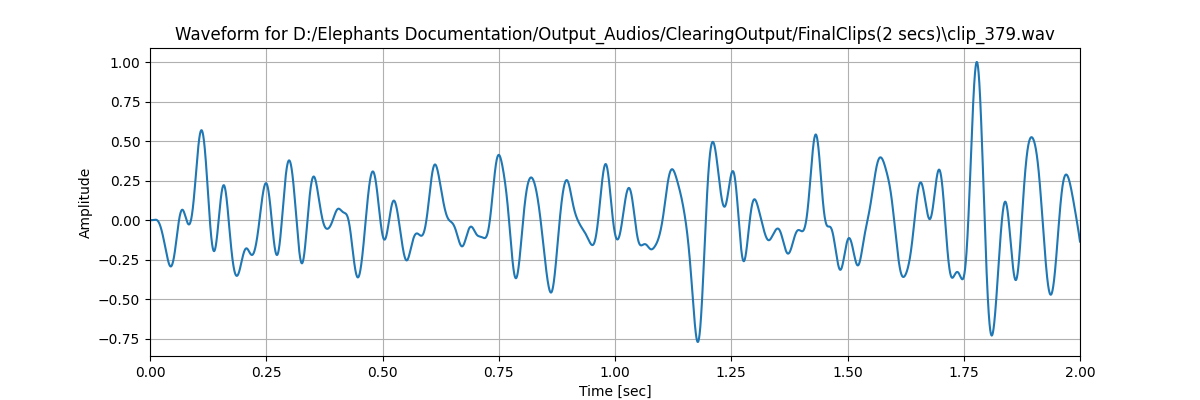 Waveform for D:/Elephants Documentation/Output_Audios/ClearingOutput/FinalClips(2 secs)\clip_379.wav
1.00
0.75
0.50
0.25
0.00
−0.25
−0.50
−0.75
Amplitude
0.00 0.25 0.50 0.75 1.00 1.25 1.50 1.75 2.00
Time [sec]